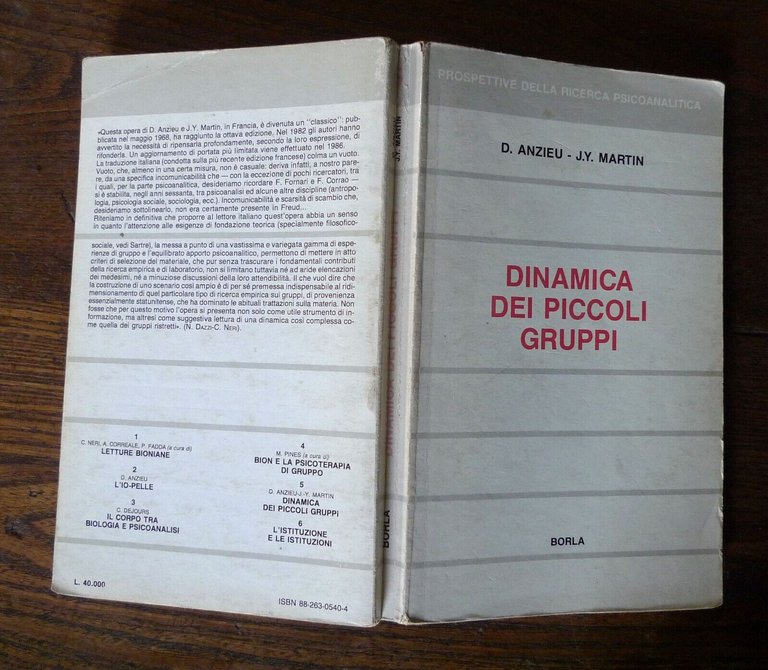 «Questa opera di D. Anzieu e J.Y. Martin, in Francia, è divenuta un "classico": pub-
blicata nel maggio 1968, ha raggiunto la ottava edizione. Nel 1982 gli autori hanno
avvertito la necessità di ripensarla profondamente, secondo la loro espressione, di
rifonderla. Un aggiornamento di portata più limitata viene effettuato nel 1986.
La traduzione italiana (condotta sulla più recente edizione francese) colma un vuoto.
Vuoto, che, almeno in una certa misura, non è casuale: deriva infatti, a nostro pare-
re, da una specifica incomunicabilità che — con la eccezione di pochi ricercatori, tra
i quali, per la parte psicoanalitica, desideriamo ricordare F. Fornari e F. Corrao —
si è stabilita, negli anni sessanta, tra psicoanalisi ed alcune altre discipline (antropo-
logia, psicologia sociale, sociologia, ecc.). Incomunicabilità e scarsità di scambio che,
desideriamo sottolinearlo, non era certamente presente in Freud...
Riteniamo in definitiva che proporre al lettore italiano quest'opera abbia un senso
in quanto l'attenzione alle esigenze di fondazione teorica (specialmente filosofico-
sociale, vedi Sartre), la messa a punto di una vastissima e variegata gamma di espe-
rienze di gruppo e l'equilibrato apporto psicoanalitico, permettono di mettere in atto
criteri di selezione del materiale, che pur senza trascurare i fondamentali contributi
della ricerca empirica e di laboratorio, non si limitano tuttavia né ad aride elencazioni
dei medesimi, né a minuziose discussioni della loro attendibilità. Il che vuol dire che
la costruzione di uno scenario così ampio è di per sé premessa indispensabile al ridi-
mensionamento di quel particolare tipo di ricerca empirica sui gruppi, di provenienza
essenzialmente statunitense, che ha dominato le abituali trattazioni sulla materia. Non
fosse che per questo motivo l'opera si presenta non solo come utile strumento di in-
formazione, ma altresì come suggestiva lettura di una dinamica così complessa co-
me quella dei gruppi ristretti». (N. DAZZI-C. NERI).
1
C. NERI, A. CORREALE, P. FADDA (a cura di)
LETTURE BIONIANE
2
D. ANZIEU
L'IO-PELLE
3
C. DEJOURS
IL CORPO TRA
BIOLOGIA E PSICOANALISI
4
M. PINES (a cura di)
BION E LA PSICOTERAPIA
DI GRUPPO
5
D. ANZIEU-J.-Y. MARTIN
DINAMICA
DEI PICCOLI GRUPPI
6
L'ISTITUZIONE
E LE ISTITUZIONI
L. 40.000
ISBN 88-263-0540-4
J.Y. MARTIN
BORLA
PROSPETTIVE DELLA RICERCA PSICOANALITICA
D. ANZIEU - J.Y. MARTIN
DINAMICA
DEI PICCOLI
GRUPPI
BORLA